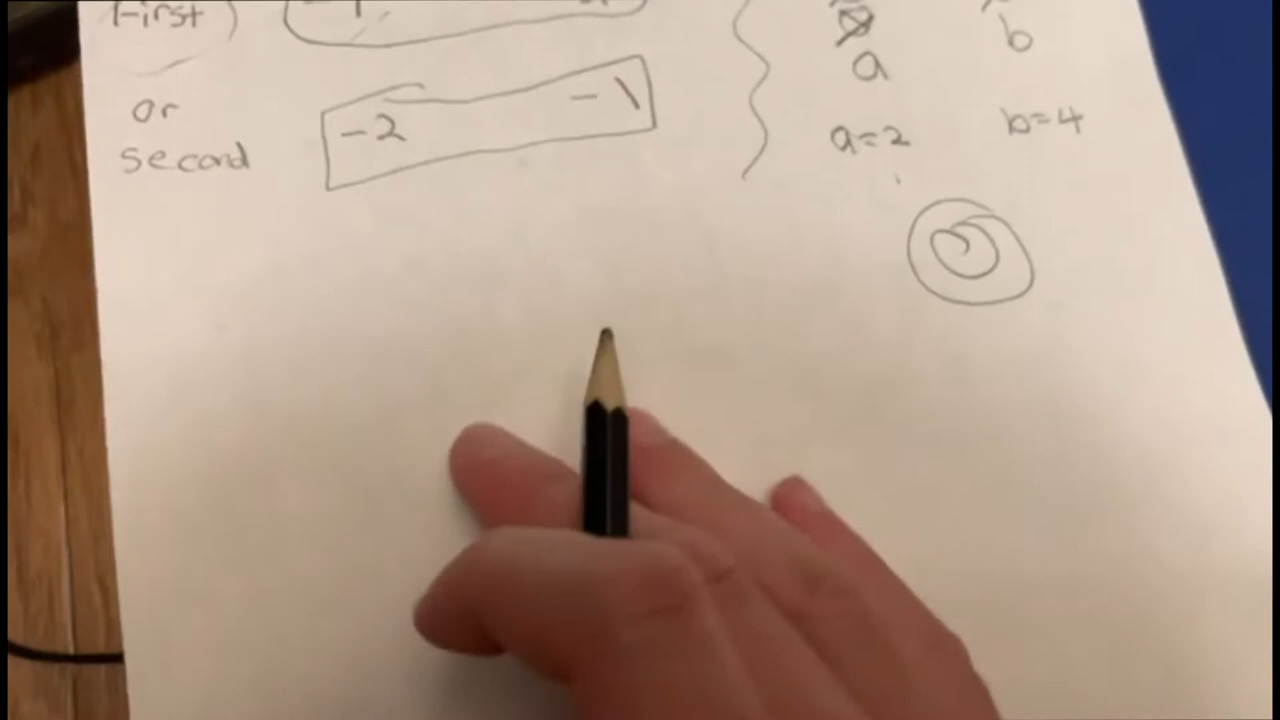 First)
b
a
or
-2 -1
second
a=2 b=4